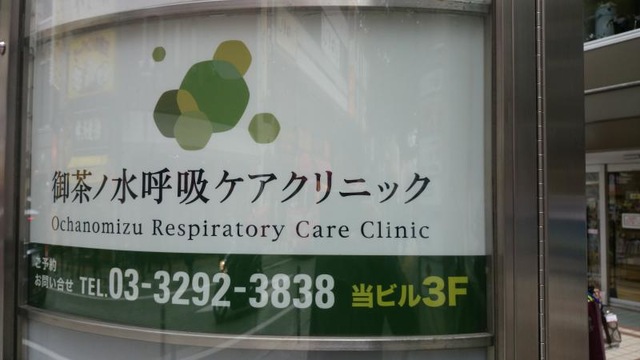 御茶ノ水呼吸ケアクリニック
Ochanomizu Respiratory Care Clinic
ご予約
お問い合せ TEL.03-3292-3838 当ビル3F